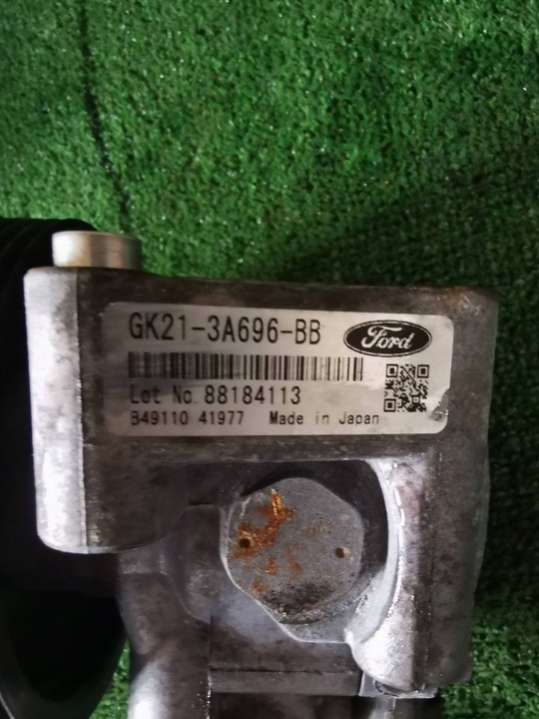 GK21-3A696-BB
Ford
Lot No. 88184113
B49110 41977 Made in Japan